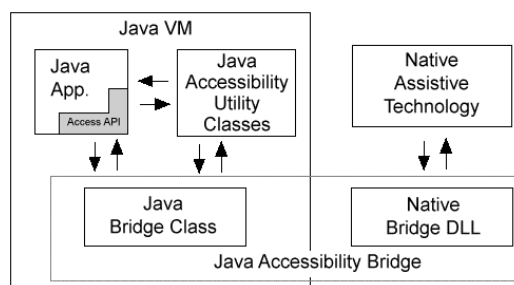 Java VM
Java
App.
Access API
Java
Accessibility
Utility
Classes
Native
Assistive
Technology
Java
Bridge Class
Native
Bridge DLL
Java Accessibility Bridge